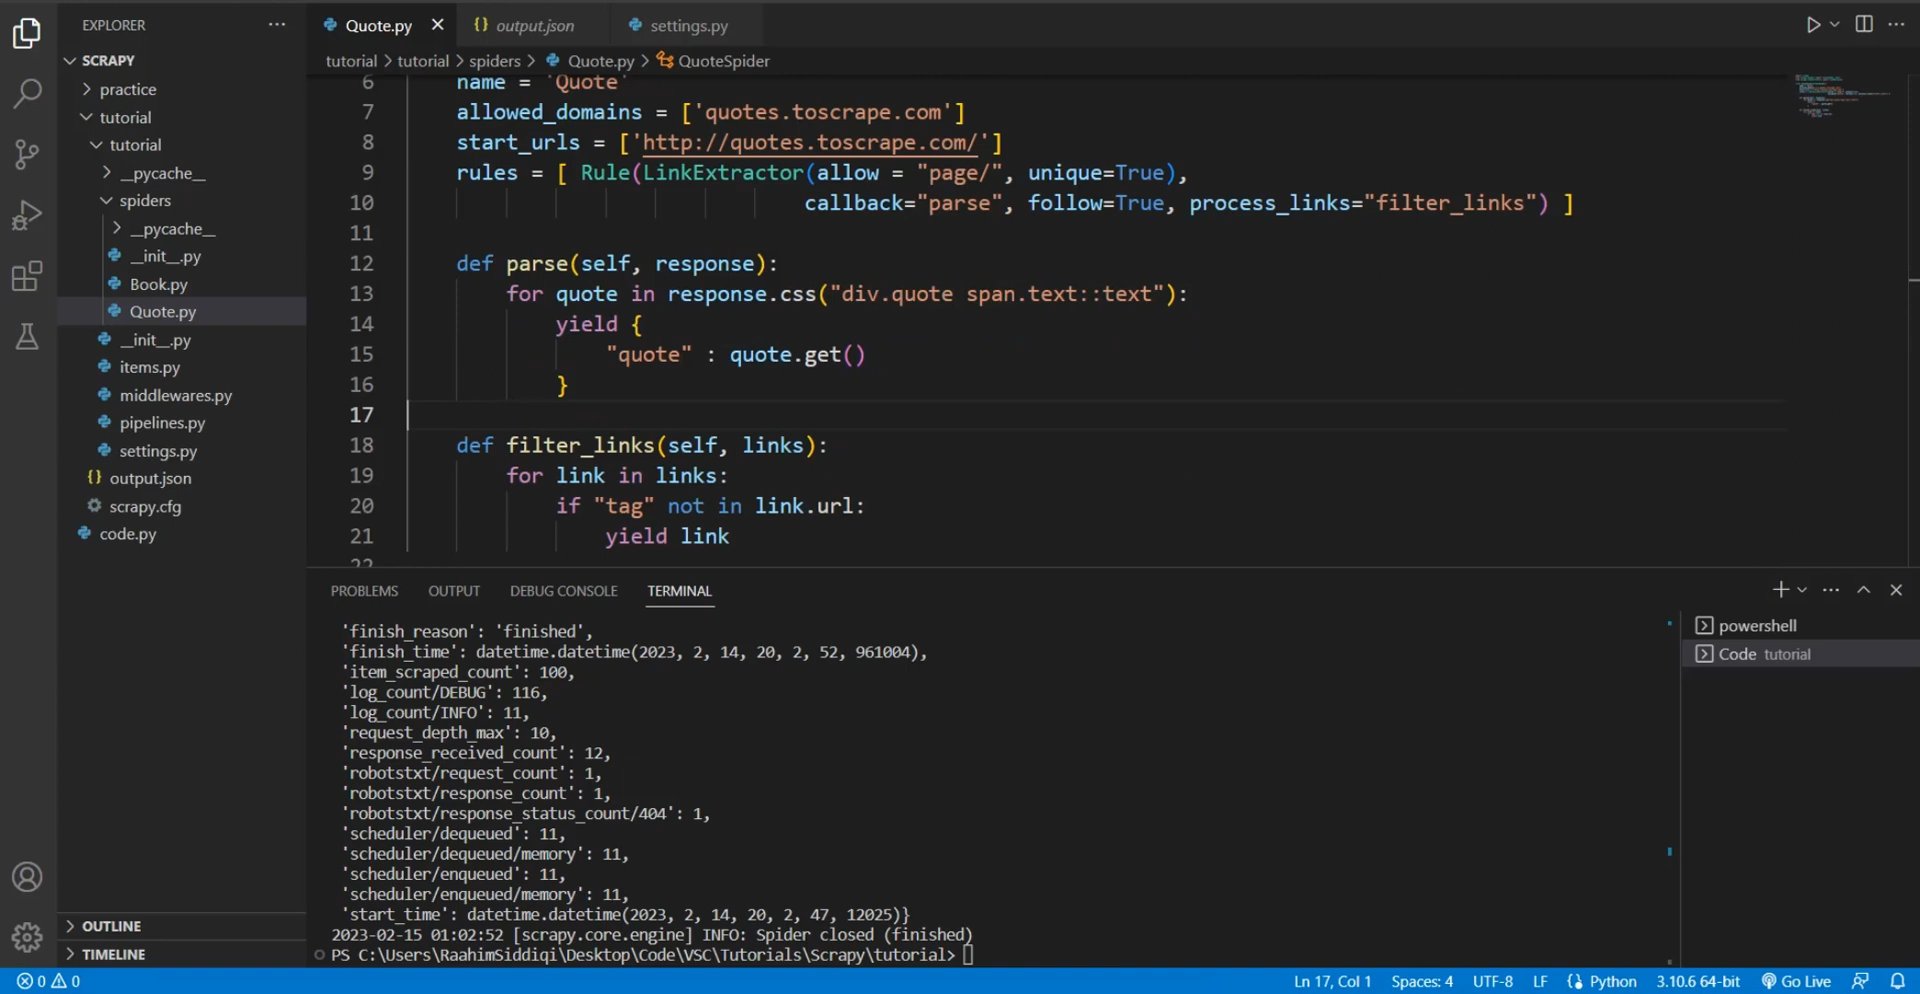 EXPLORER
SCRAPY
practice
tutorial
tutorial
__pycache__
spiders
__pycache__
__init__.py
Book.py
Quote.py
__init__.py
items.py
middlewares.py
pipelines.py
settings.py
output.json
scrapy.cfg
code.py
OUTLINE
TIMELINE
Quote.py
output.json
settings.py
tutorial > tutorial > spiders > Quote.py > QuoteSpider
6 name = 'Quote'
7 allowed_domains = ['quotes.toscrape.com']
8 start_urls = ['http://quotes.toscrape.com/']
9 rules = [ Rule(LinkExtractor(allow = "page/", unique=True),
10 callback="parse", follow=True, process_links="filter_links") ]
11
12 def parse(self, response):
13 for quote in response.css("div.quote span.text::text"):
14 yield {
15 "quote" : quote.get()
16 }
17
18 def filter_links(self, links):
19 for link in links:
20 if "tag" not in link.url:
21 yield link
22
PROBLEMS OUTPUT DEBUG CONSOLE TERMINAL
'finish_reason': 'finished',
'finish_time': datetime.datetime(2023, 2, 14, 20, 2, 52, 961004),
'item_scraped_count': 100,
'log_count/DEBUG': 116,
'log_count/INFO': 11,
'request_depth_max': 10,
'response_received_count': 12,
'robotstxt/request_count': 1,
'robotstxt/response_count': 1,
'robotstxt/response_status_count/404': 1,
'scheduler/dequeued': 11,
'scheduler/dequeued/memory': 11,
'scheduler/enqueued': 11,
'scheduler/enqueued/memory': 11,
'start_time': datetime.datetime(2023, 2, 14, 20, 2, 47, 12025)}
2023-02-15 01:02:52 [scrapy.core.engine] INFO: Spider closed (finished)
PS C:\Users\RaahimSiddiqi\Desktop\Code\VSC\Tutorials\Scrapy\tutorial>
powershell
Code tutorial
0 0
Ln 17, Col 1 Spaces: 4 UTF-8 LF Python 3.10.6 64-bit Go Live